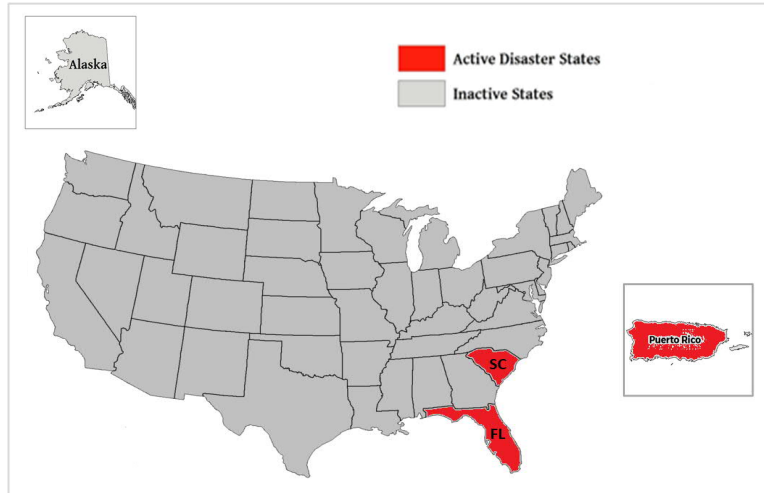 Alaska
Active Disaster States
Inactive States
Puerto Rico
SC
FL